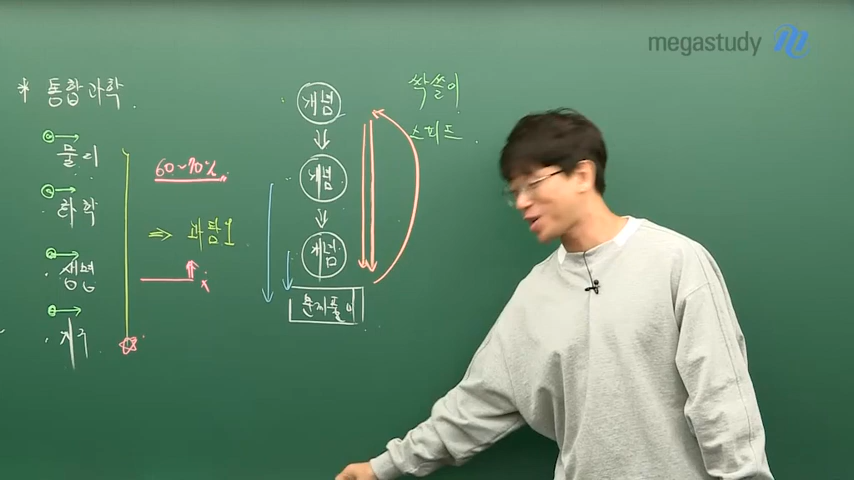 megastudy
* 통합과학
물리
화학
생명
지구
60~70%
⇒ 과탐1
x
개념
개념
개념
문제풀이
싹쓸이
스피드